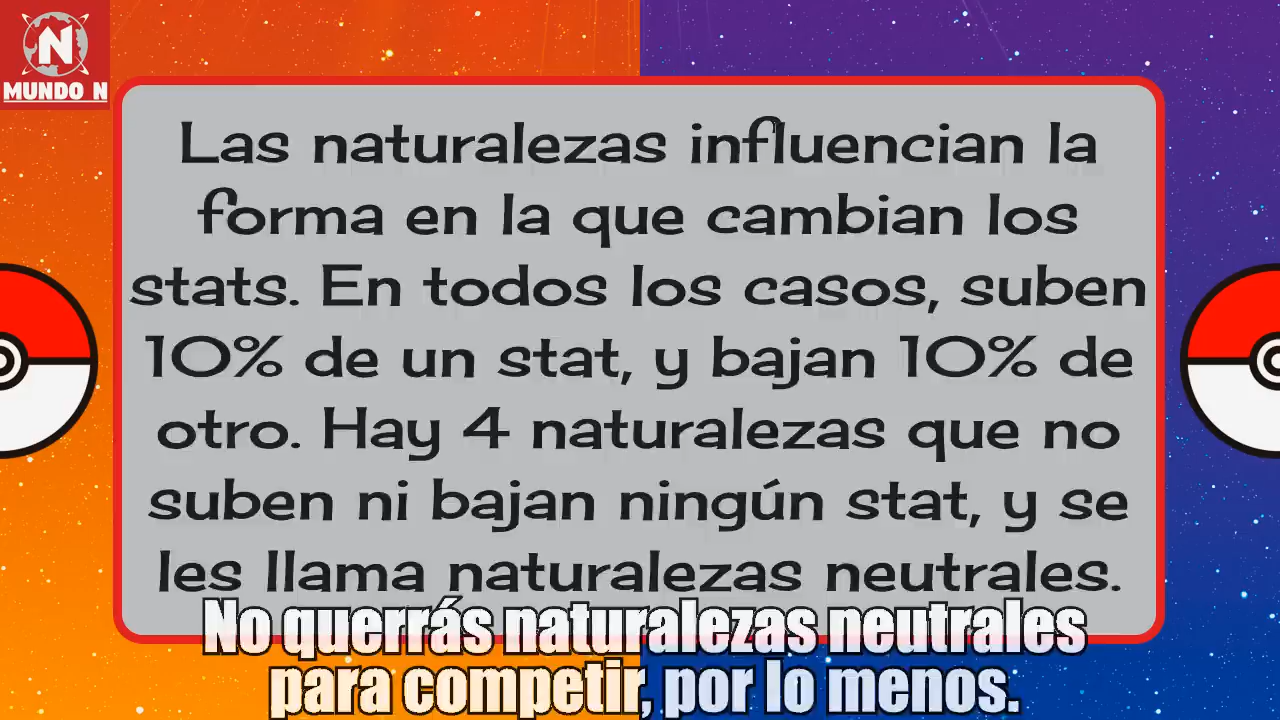 N
MUNDO N
Las naturalezas influencian la
forma en la que cambian los
stats. En todos los casos, suben
10% de un stat, y bajan 10% de
otro. Hay 4 naturalezas que no
suben ni bajan ningún stat, y se
les llama naturalezas neutrales.
No querrás naturalezas neutrales
para competir, por lo menos.